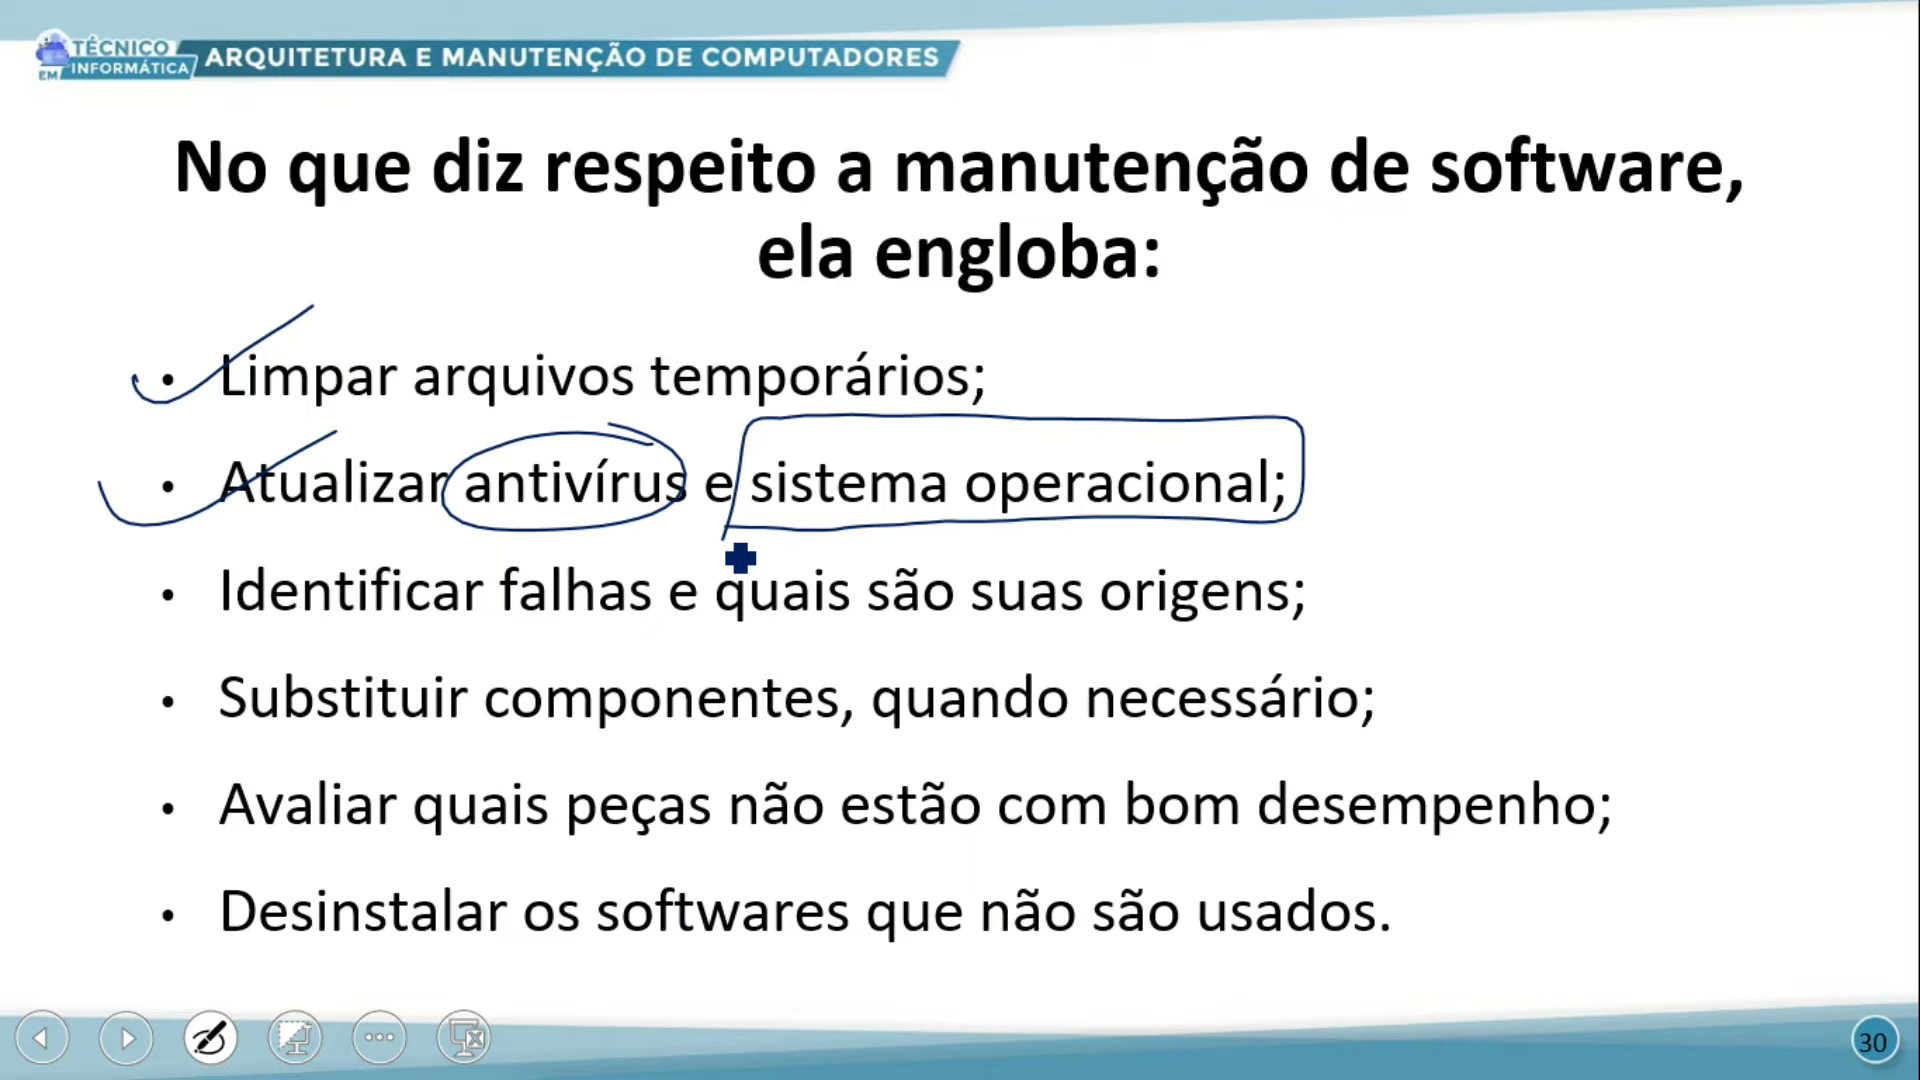 TÉCNICO
EM INFORMÁTICA
ARQUITETURA E MANUTENÇÃO DE COMPUTADORES
No que diz respeito a manutenção de software,
ela engloba:
• Limpar arquivos temporários;
• Atualizar antivírus e sistema operacional;
• Identificar falhas e quais são suas origens;
• Substituir componentes, quando necessário;
• Avaliar quais peças não estão com bom desempenho;
• Desinstalar os softwares que não são usados.
30